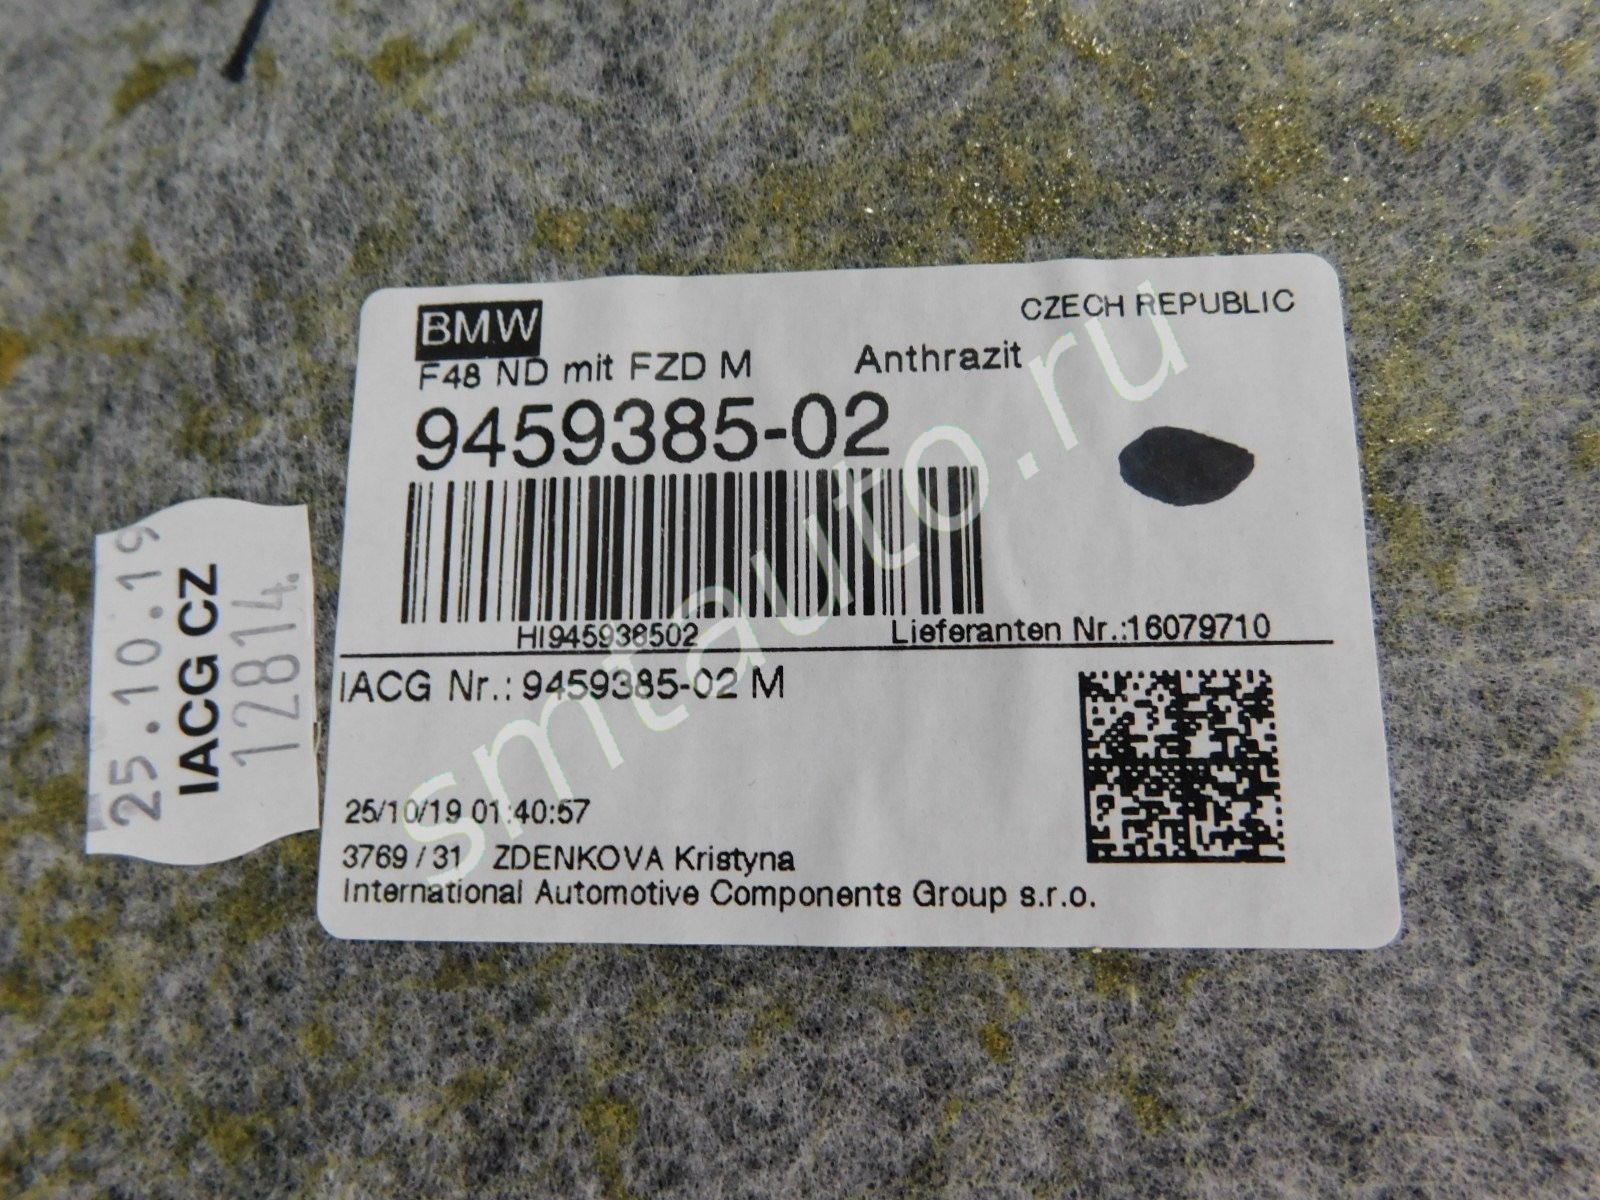 BMW
CZECH REPUBLIC
F48 ND mit FZD M Anthrazit
9459385-02
HI945938502
Lieferanten Nr.:16079710
IACG Nr.: 9459385-02 M
25/10/19 01:40:57
3769 / 31 ZDENKOVA Kristyna
International Automotive Components Group s.r.o.
25.10.19
IACG CZ
12814.
smtauto.ru